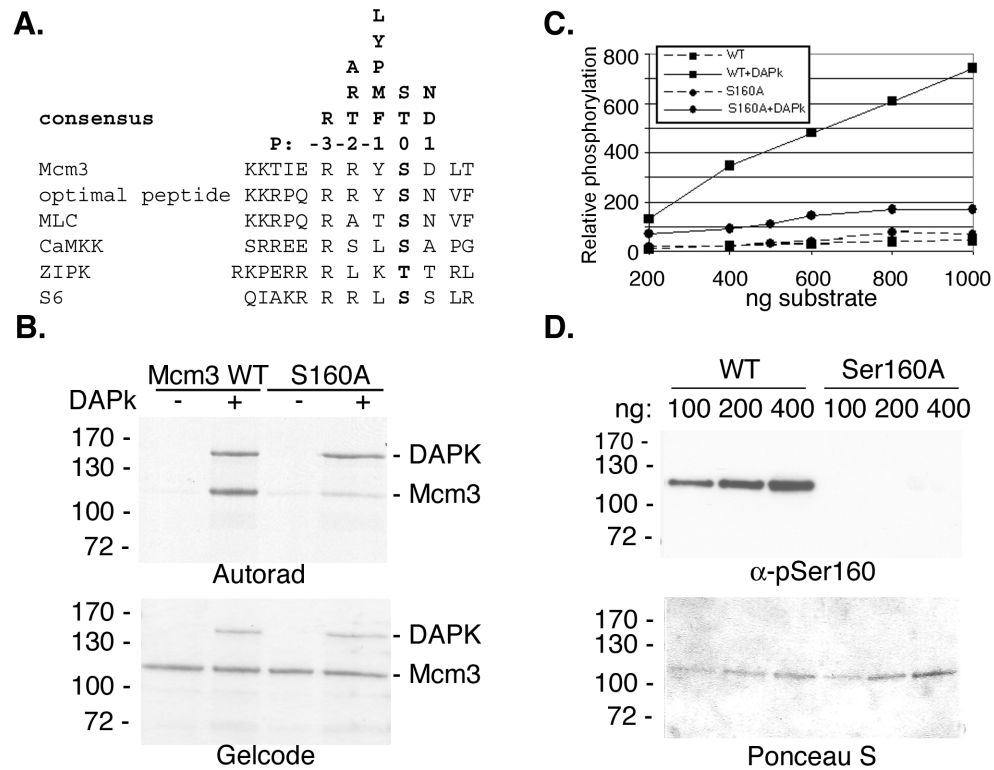 A.
L
Y
A P
R M S N
consensus R T F T D
P: -3-2-1 0 1
Mcm3 KKTIE R R Y S D LT
optimal peptide KKRPQ R R Y S N VF
MLC KKRPQ R A T S N VF
CaMKK SRREE R S L S A PG
ZIPK RKPERR R L K T T RL
S6 QIAKR R R L S S LR
B.
Mcm3 WT S160A
DAPk - + - +
170 -
130 -
100 -
72 -
- DAPK
- Mcm3
Autorad
170 -
130 -
100 -
72 -
- DAPK
- Mcm3
Gelcode
C.
Relative phosphorylation
800
600
400
200
0
WT
WT+DAPk
S160A
S160A+DAPk
200 400 600 800 1000
ng substrate
D.
WT Ser160A
ng: 100 200 400 100 200 400
170 -
130 -
100 -
72 -
α-pSer160
170 -
130 -
100 -
72 -
Ponceau S